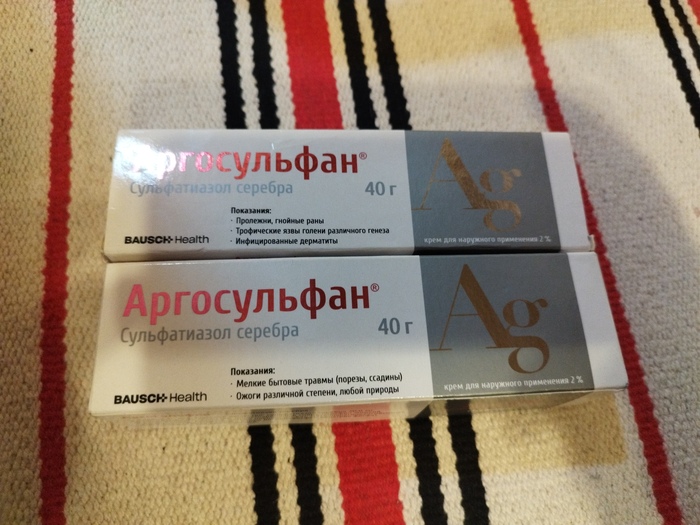 Аргосульфан®
Сульфатиазол серебра
40 г
Показания:
· Пролежни, гнойные раны
· Трофические язвы голени различного генеза
· Инфицированные дерматиты
BAUSCH+Health
Ag
крем для наружного применения 2%
Аргосульфан®
Сульфатиазол серебра
40 г
Показания:
· Мелкие бытовые травмы (порезы, ссадины)
· Ожоги различной степени, любой природы
BAUSCH+Health
Ag
крем для наружного применения 2%